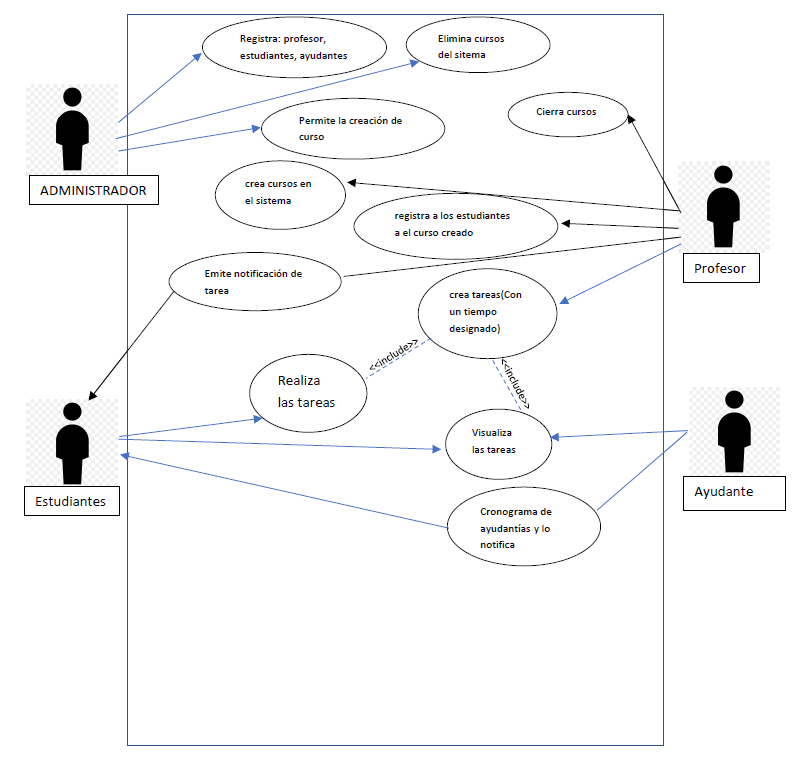 Registra: profesor,
estudiantes, ayudantes
Elimina cursos
del sitema
Cierra cursos
Permite la creación de
curso
ADMINISTRADOR
crea cursos en
el sistema
registra a los estudiantes
a el curso creado
Profesor
Emite notificación de
tarea
crea tareas(Con
un tiempo
designado)
<<include>>
<<include>>
Realiza
las tareas
Visualiza
las tareas
Estudiantes
Ayudante
Cronograma de
ayudantías y lo
notifica